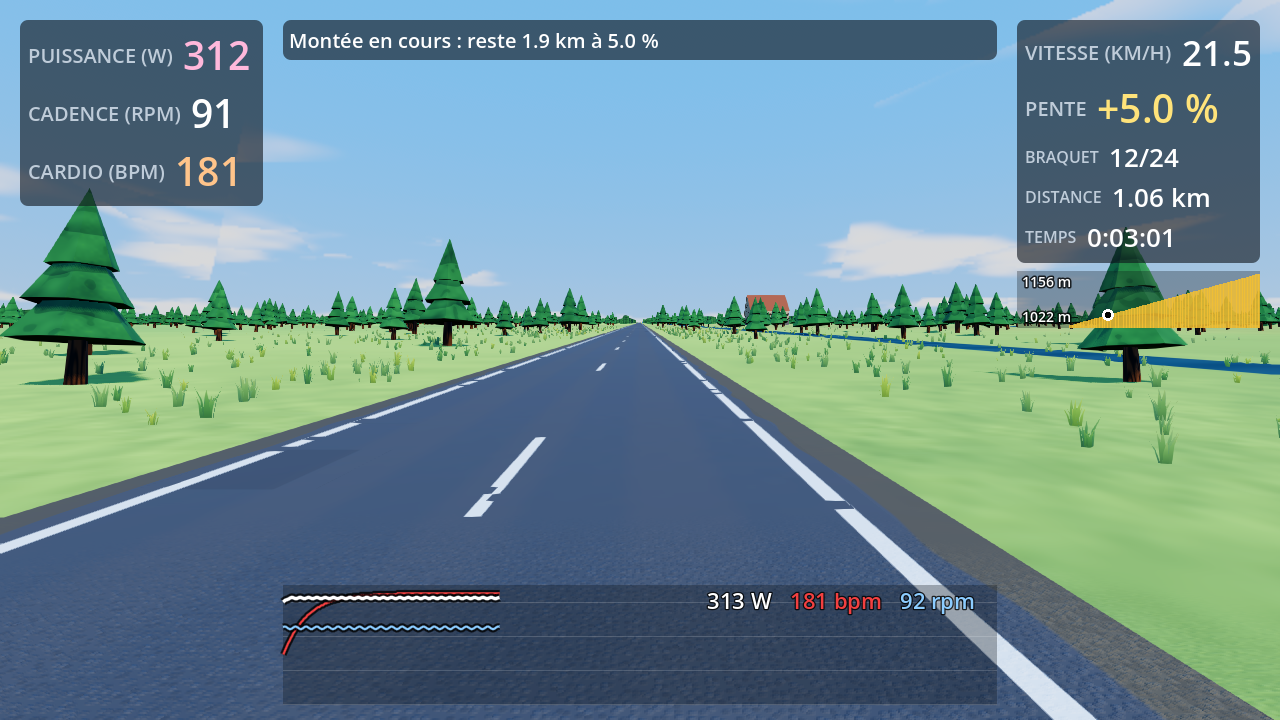 PUISSANCE (W) 312
CADENCE (RPM) 91
CARDIO (BPM) 181
Montée en cours : reste 1.9 km à 5.0 %
VITESSE (KM/H) 21.5
PENTE +5.0 %
BRAQUET 12/24
DISTANCE 1.06 km
TEMPS 0:03:01
1156 m
1022 m
313 W 181 bpm 92 rpm